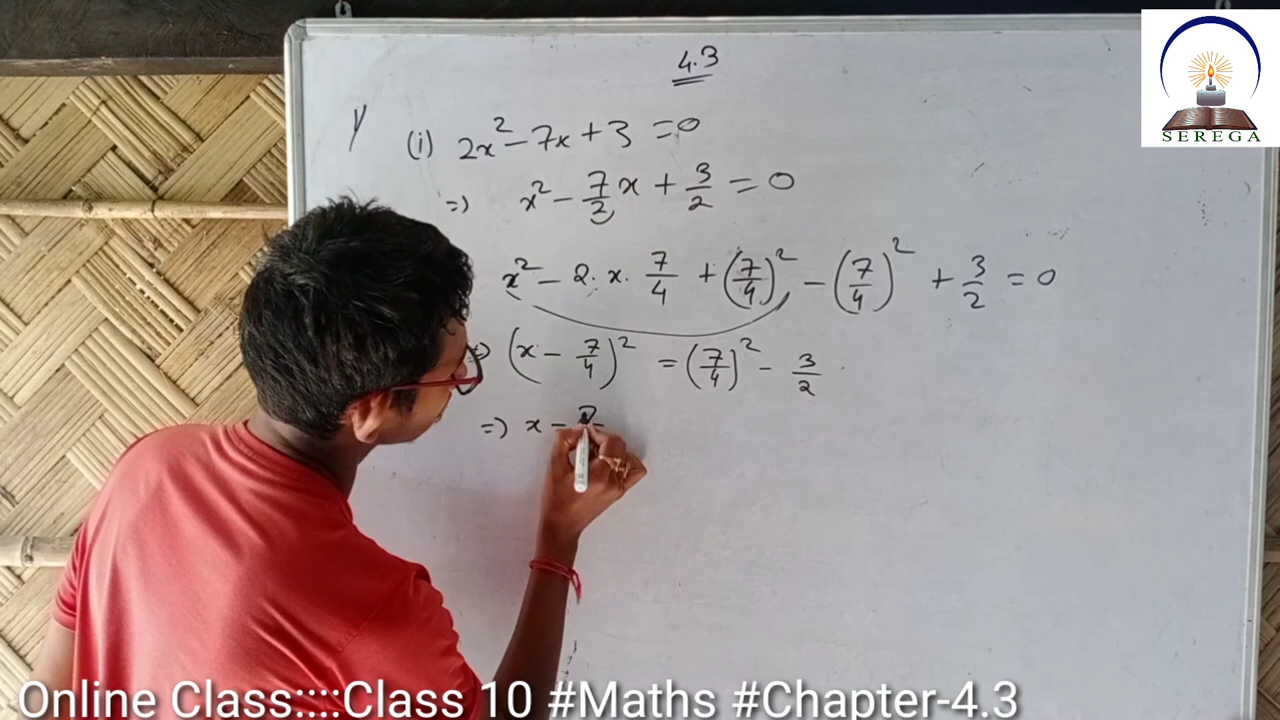 4.3
SEREGA
1/ (i) 2x² - 7x + 3 = 0
=) x² - 7/2 x + 3/2 = 0
x² - 2. x. 7/4 + (7/4)² - (7/4)² + 3/2 = 0
=) (x - 7/4)² = (7/4)² - 3/2
=) x - 7
Online Class::::Class 10 #Maths #Chapter-4.3